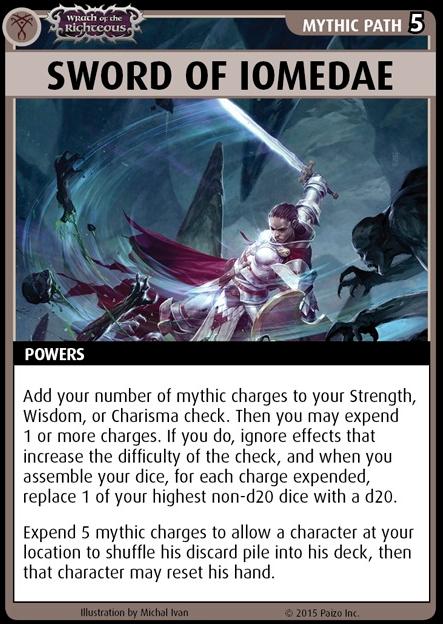 Wrath of the
Righteous
MYTHIC PATH 5
SWORD OF IOMEDAE
POWERS
Add your number of mythic charges to your Strength,
Wisdom, or Charisma check. Then you may expend
1 or more charges. If you do, ignore effects that
increase the difficulty of the check, and when you
assemble your dice, for each charge expended,
replace 1 of your highest non-d20 dice with a d20.
Expend 5 mythic charges to allow a character at your
location to shuffle his discard pile into his deck, then
that character may reset his hand.
Illustration by Michal Ivan
© 2015 Paizo Inc.